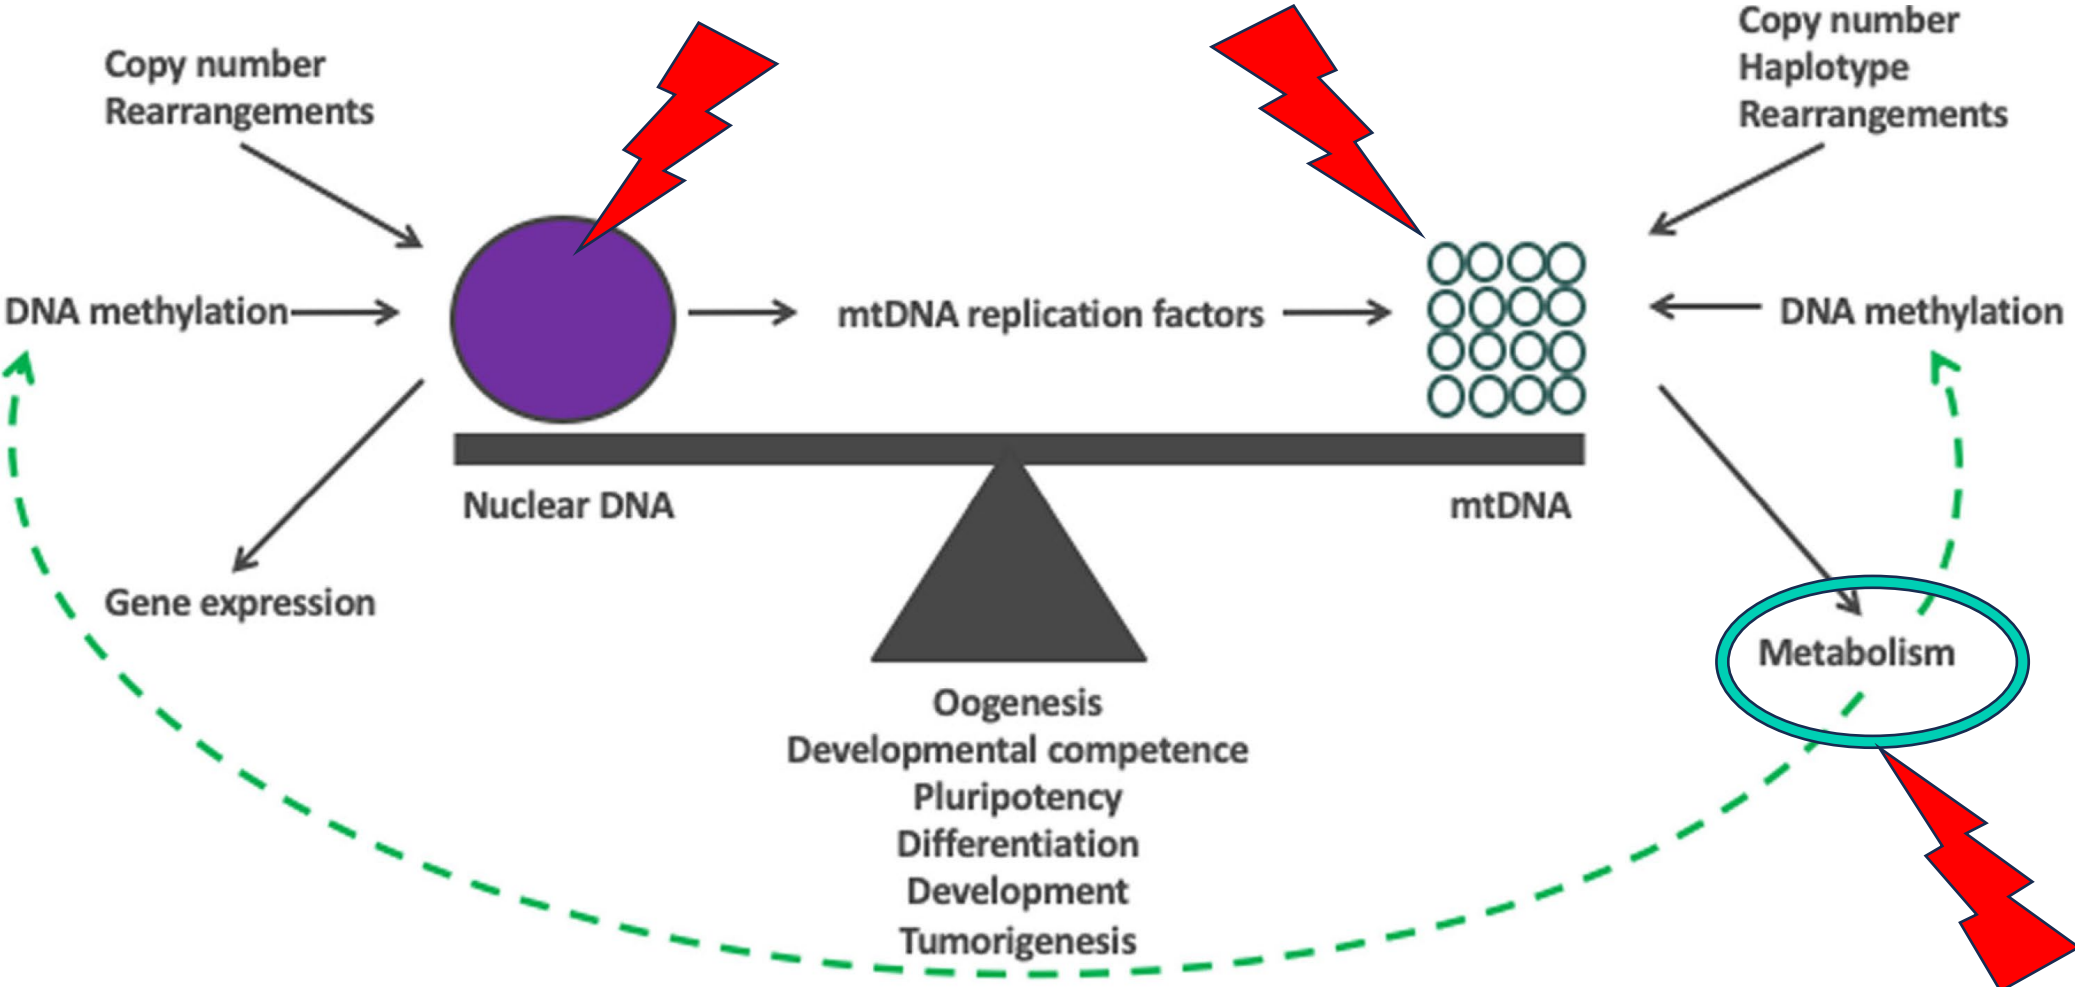 Copy number
Rearrangements
Copy number
Haplotype
Rearrangements
DNA methylation
mtDNA replication factors
DNA methylation
Nuclear DNA
mtDNA
Gene expression
Metabolism
Oogenesis
Developmental competence
Pluripotency
Differentiation
Development
Tumorigenesis